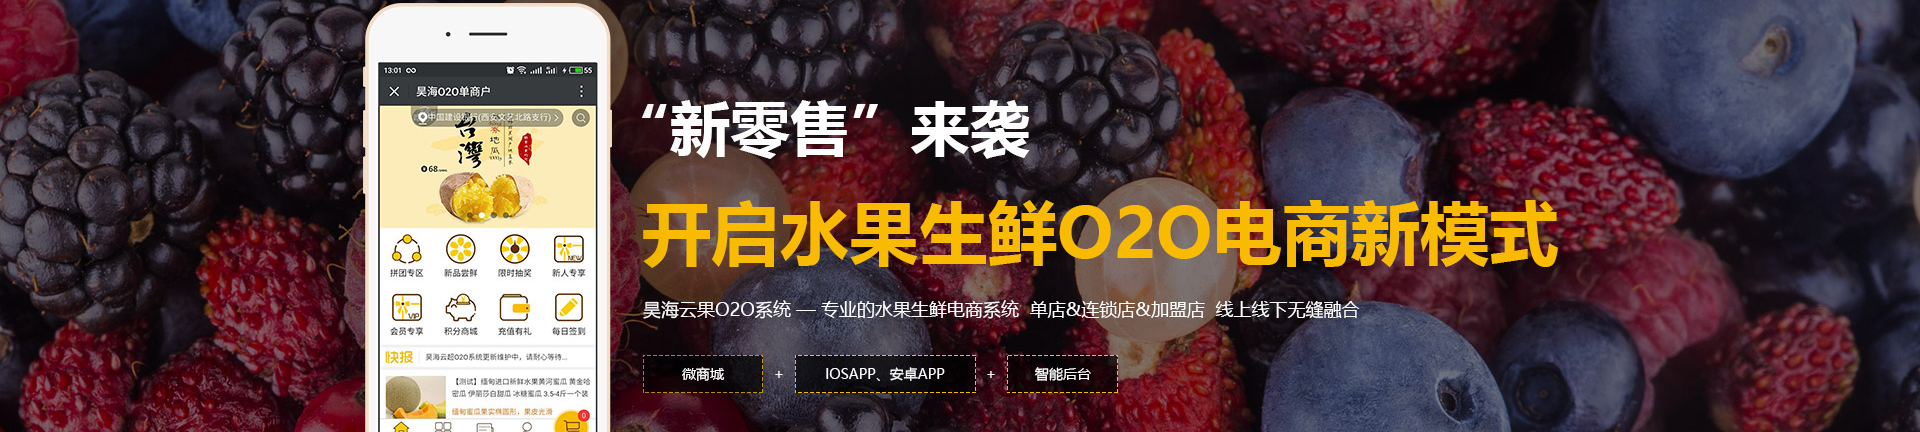 13:01
55
昊海O2O单商户
中国建设银行(西安文艺北路支行)
台灣
地瓜
68
拼团专区
新品尝鲜
限时抽奖
NEW
新人专享
VIP
会员专享
积分商城
充值有礼
每日签到
快报
昊海云超O2O系统更新维护中，请耐心等待...
【测试】缅甸进口新鲜水果黄河蜜瓜 黄金哈
密瓜 伊丽莎白甜瓜 冰糖蜜瓜 3.5-4斤一个装
缅甸蜜瓜果实椭圆形，果皮光滑
0
“新零售”来袭
开启水果生鲜O2O电商新模式
昊海云果O2O系统 — 专业的水果生鲜电商系统 单店&连锁店&加盟店 线上线下无缝融合
微商城 + IOSAPP、安卓APP + 智能后台